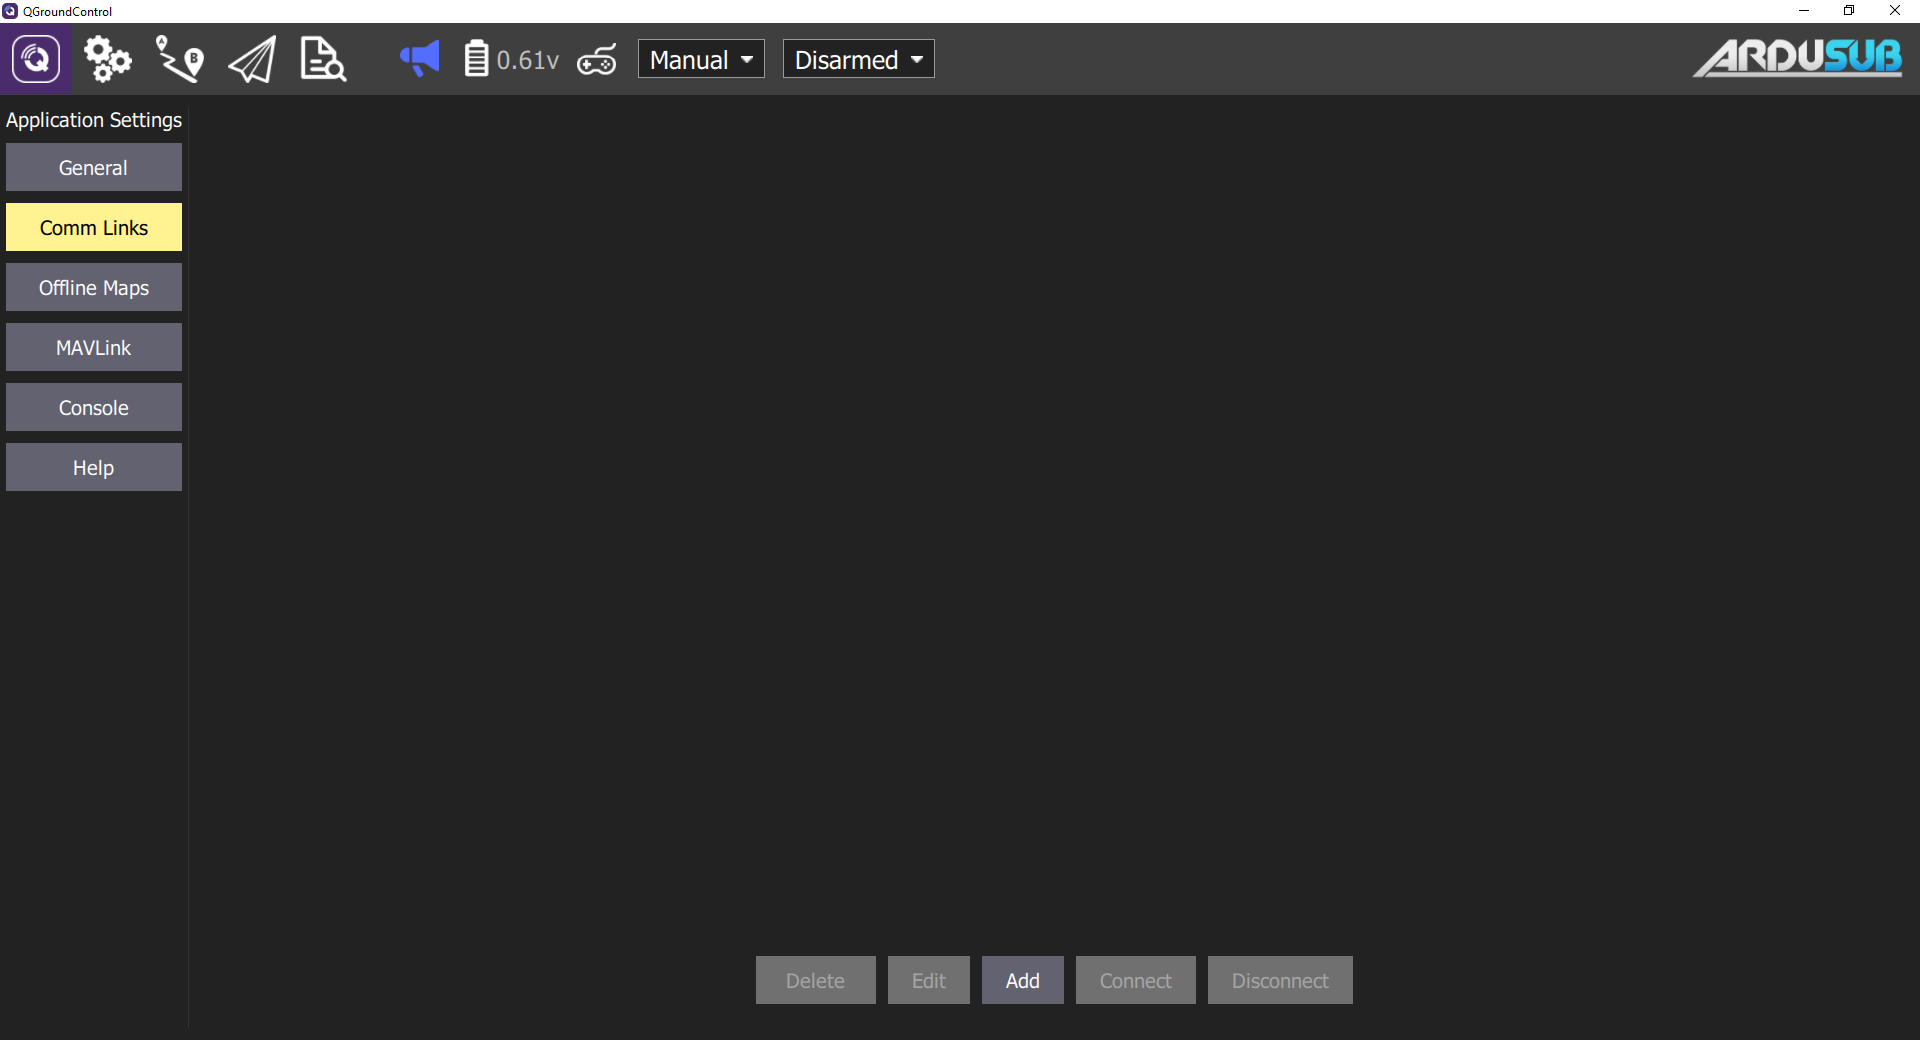 QGroundControl
0.61v
Manual
Disarmed
ARDUSUB
Application Settings
General
Comm Links
Offline Maps
MAVLink
Console
Help
Delete
Edit
Add
Connect
Disconnect